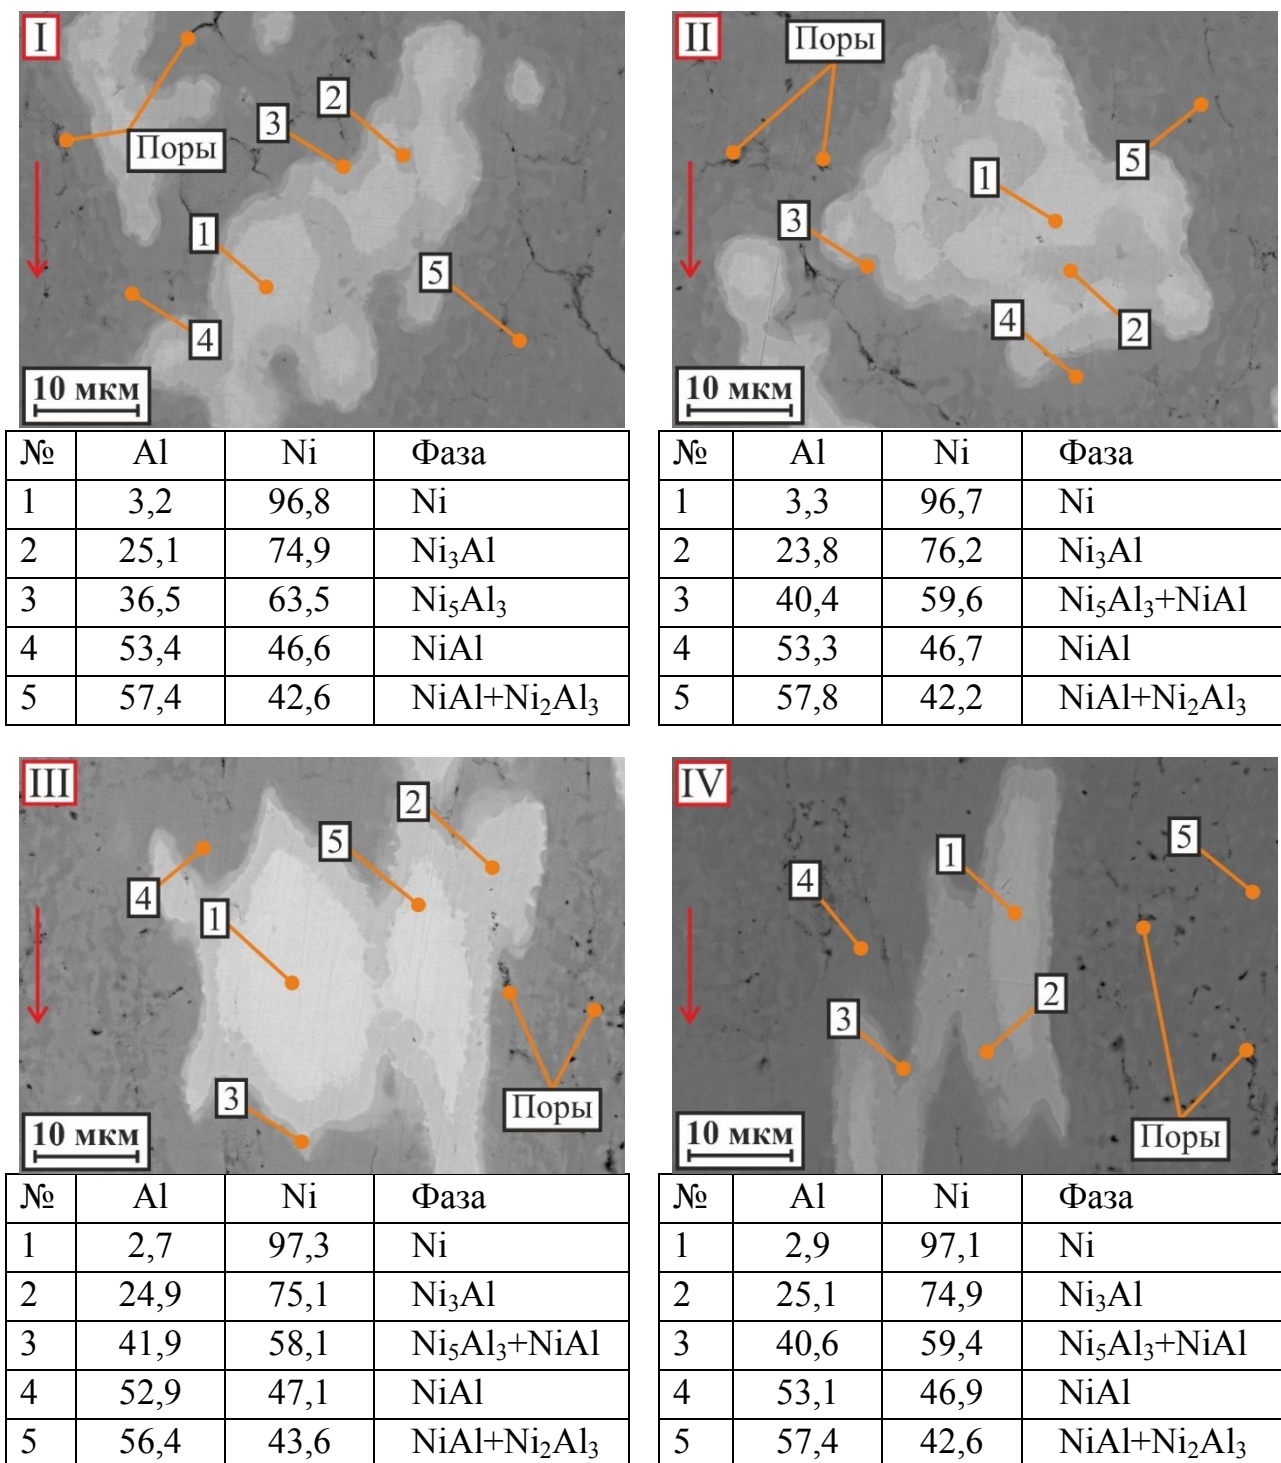 I
Поры
2
3
1
5
4
10 мкм
II
Поры
5
1
3
4
2
10 мкм
№ Al Ni Фаза
1 3,2 96,8 Ni
2 25,1 74,9 Ni₃Al
3 36,5 63,5 Ni₅Al₃
4 53,4 46,6 NiAl
5 57,4 42,6 NiAl+Ni₂Al₃
№ Al Ni Фаза
1 3,3 96,7 Ni
2 23,8 76,2 Ni₃Al
3 40,4 59,6 Ni₅Al₃+NiAl
4 53,3 46,7 NiAl
5 57,8 42,2 NiAl+Ni₂Al₃
III
2
5
4
1
3
Поры
10 мкм
IV
5
1
4
2
3
Поры
10 мкм
№ Al Ni Фаза
1 2,7 97,3 Ni
2 24,9 75,1 Ni₃Al
3 41,9 58,1 Ni₅Al₃+NiAl
4 52,9 47,1 NiAl
5 56,4 43,6 NiAl+Ni₂Al₃
№ Al Ni Фаза
1 2,9 97,1 Ni
2 25,1 74,9 Ni₃Al
3 40,6 59,4 Ni₅Al₃+NiAl
4 53,1 46,9 NiAl
5 57,4 42,6 NiAl+Ni₂Al₃